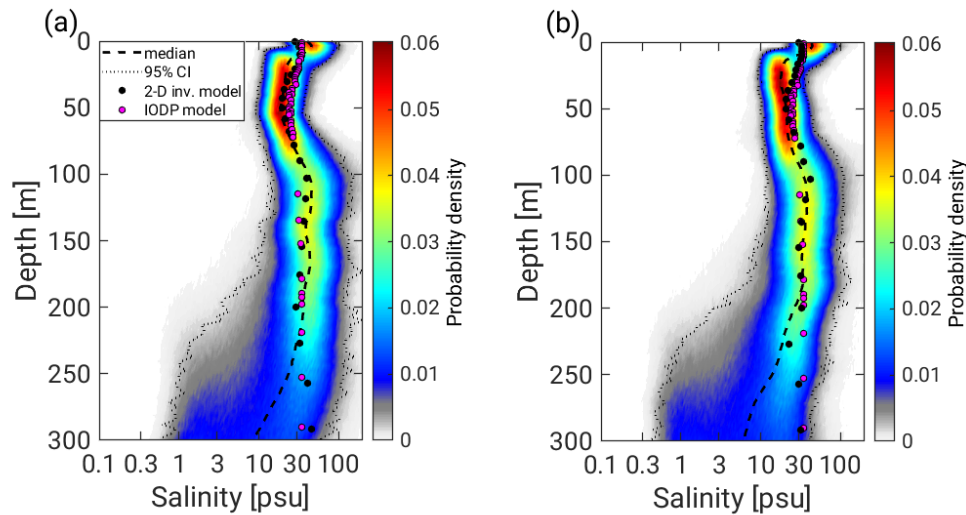 (a)
median
95% CI
2-D inv. model
IODP model
0
50
100
150
200
250
300
Depth [m]
0.1 0.3 1 3 10 30 100
Salinity [psu]
0.06
0.05
0.04
0.03
0.02
0.01
0
Probability density
(b)
0
50
100
150
200
250
300
Depth [m]
0.1 0.3 1 3 10 30 100
Salinity [psu]
0.06
0.05
0.04
0.03
0.02
0.01
0
Probability density